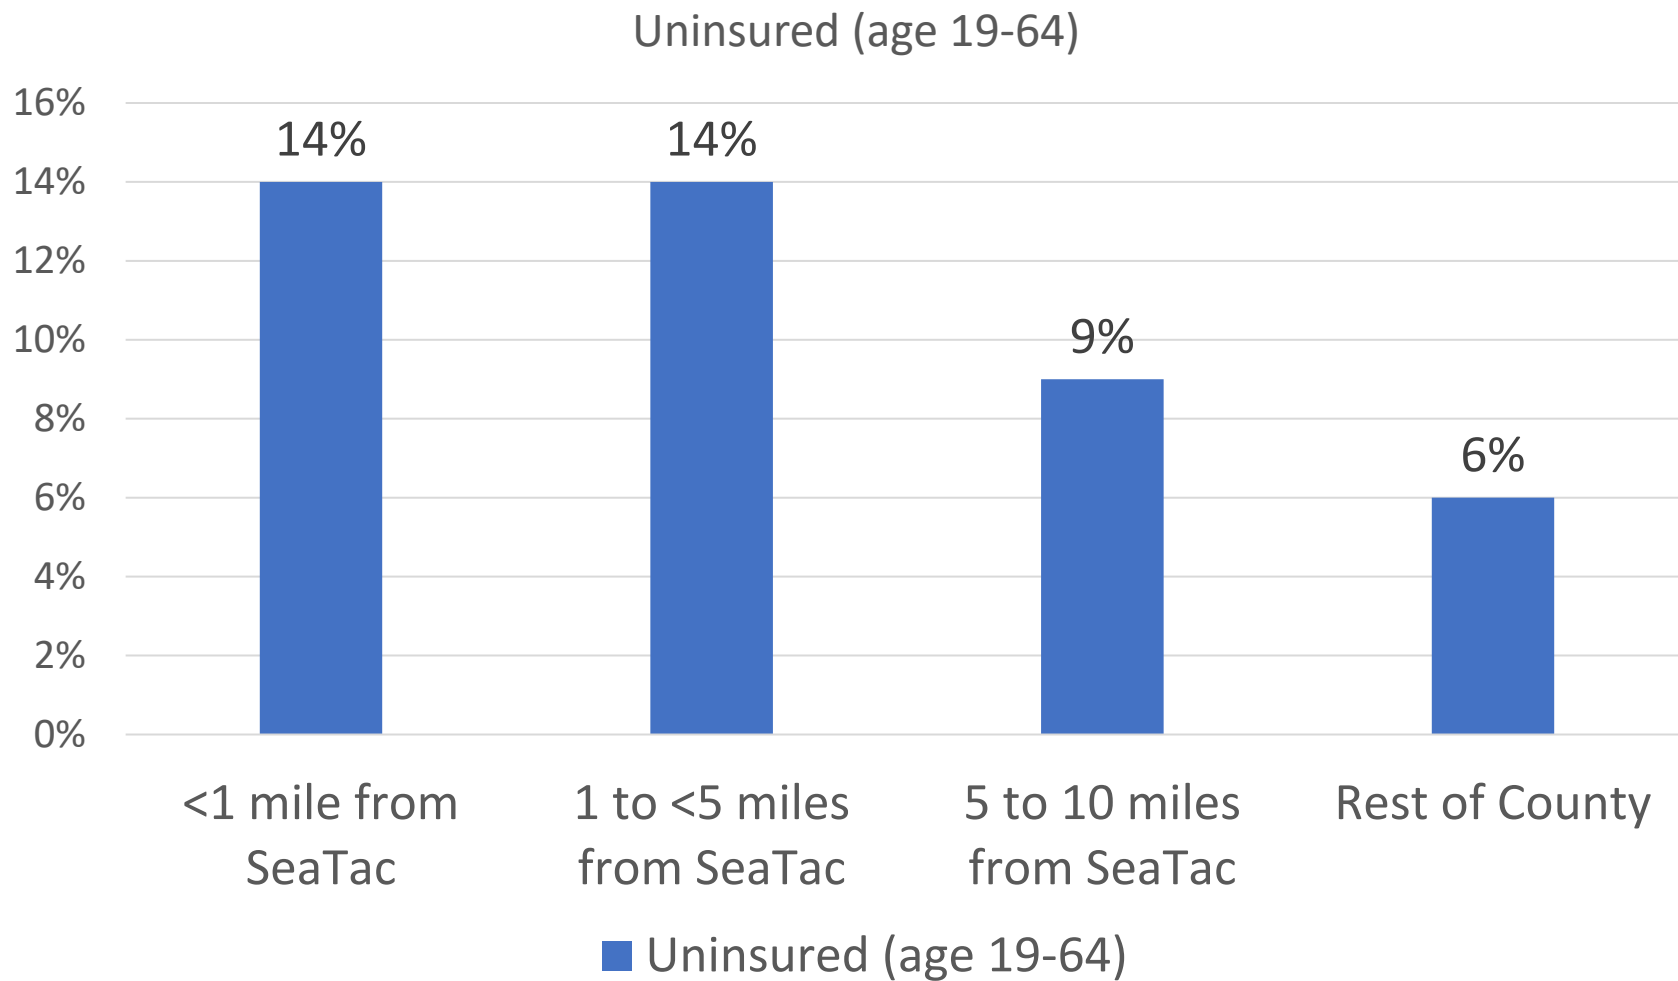 Uninsured (age 19-64)
16%
14%
12%
10%
8%
6%
4%
2%
0%
14%
14%
9%
6%
<1 mile from
SeaTac
1 to <5 miles
from SeaTac
5 to 10 miles
from SeaTac
Rest of County
Uninsured (age 19-64)